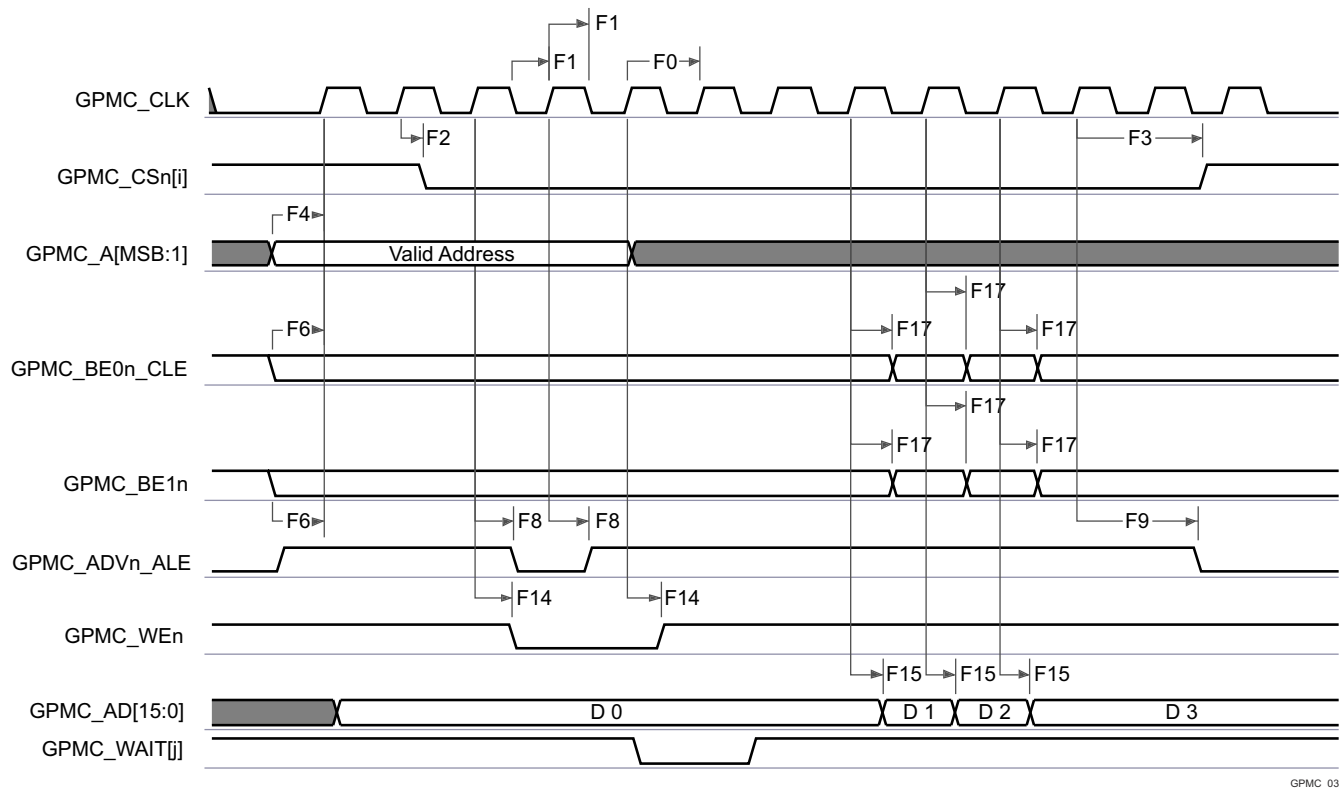 F1
F1
F0
GPMC_CLK
F2
F3
GPMC_CSn[i]
F4
GPMC_A[MSB:1]
Valid Address
F17
F6
F17
F17
GPMC_BE0n_CLE
F17
F17
F17
GPMC_BE1n
F6
F8
F8
F9
GPMC_ADVn_ALE
F14
F14
GPMC_WEn
F15
F15
F15
GPMC_AD[15:0]
D 0
D 1
D 2
D 3
GPMC_WAIT[j]
GPMC_03